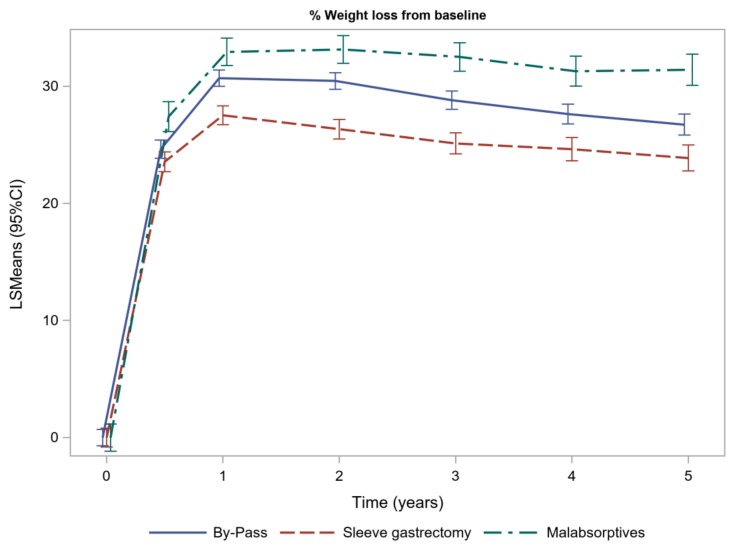 % Weight loss from baseline
LSMeans (95%CI)
30
20
10
0
0 1 2 3 4 5
Time (years)
By-Pass Sleeve gastrectomy Malabsorptives